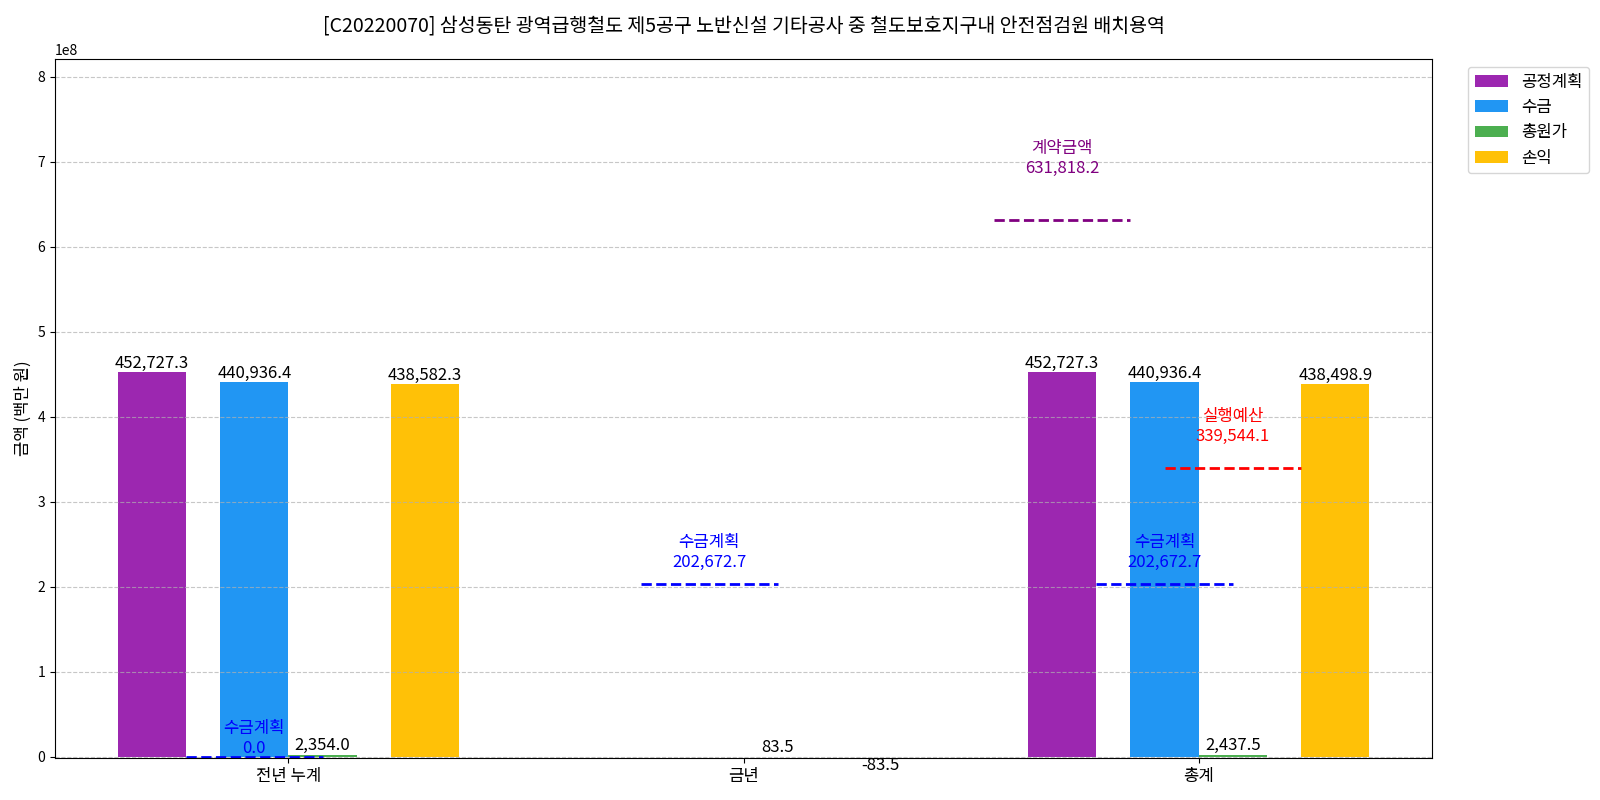 [C20220070] 삼성동탄 광역급행철도 제5공구 노반신설 기타공사 중 철도보호지구내 안전점검원 배치용역
1e8
8
7
6
5
4
3
2
1
0
금액 (백만 원)
452,727.3
440,936.4
438,582.3
수금계획
0.0
2,354.0
수금계획
202,672.7
83.5
-83.5
계약금액
631,818.2
452,727.3
440,936.4
438,498.9
실행예산
339,544.1
수금계획
202,672.7
2,437.5
전년 누계
금년
총계
공정계획
수금
총원가
손익